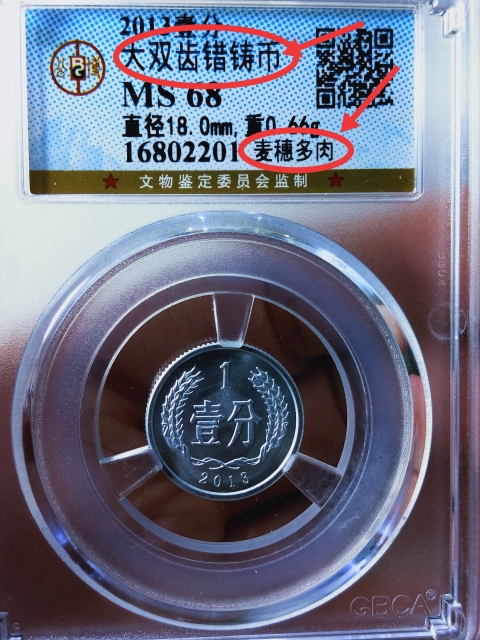 2013壹分
大双齿错铸币
MS 68
直径18.0mm,重0.66g
16802201 麦穗多肉
★ 文物鉴定委员会监制 ★
1
壹分
2013
GBCA®